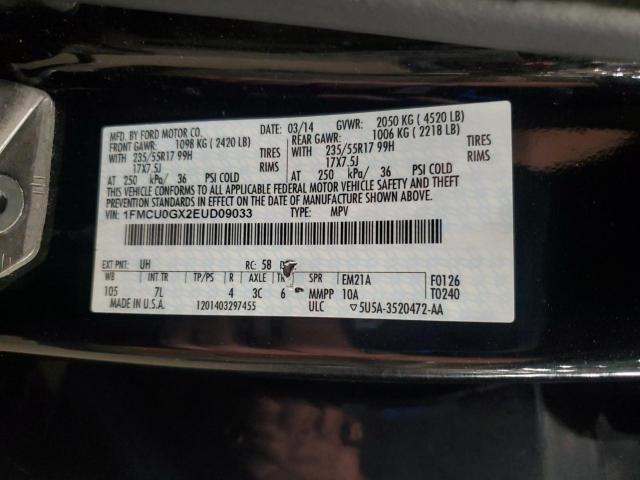 MFD. BY FORD MOTOR CO.
DATE: 03/14 GVWR: 2050 KG ( 4520 LB)
FRONT GAWR: 1098 KG ( 2420 LB)
REAR GAWR: 1006 KG ( 2218 LB)
WITH 235/55R17 99H TIRES
17X7.5J RIMS
AT 250 kPa/ 36 PSI COLD
WITH 235/55R17 99H TIRES
17X7.5J RIMS
AT 250 kPa/ 36 PSI COLD
THIS VEHICLE CONFORMS TO ALL APPLICABLE FEDERAL MOTOR VEHICLE SAFETY AND THEFT
PREVENTION STANDARDS IN EFFECT ON THE DATE OF MANUFACTURE SHOWN ABOVE.
VIN: 1FMCU0GX2EUD09033 TYPE: MPV
EXT PNT: UH RC: 58
WB INT TR TP/PS R AXLE SPR EM21A F0126
105 7L 4 3C 6 MMPP 10A T0240
MADE IN U.S.A. 1201403297455 ULC ▽5U5A-3520472-AA